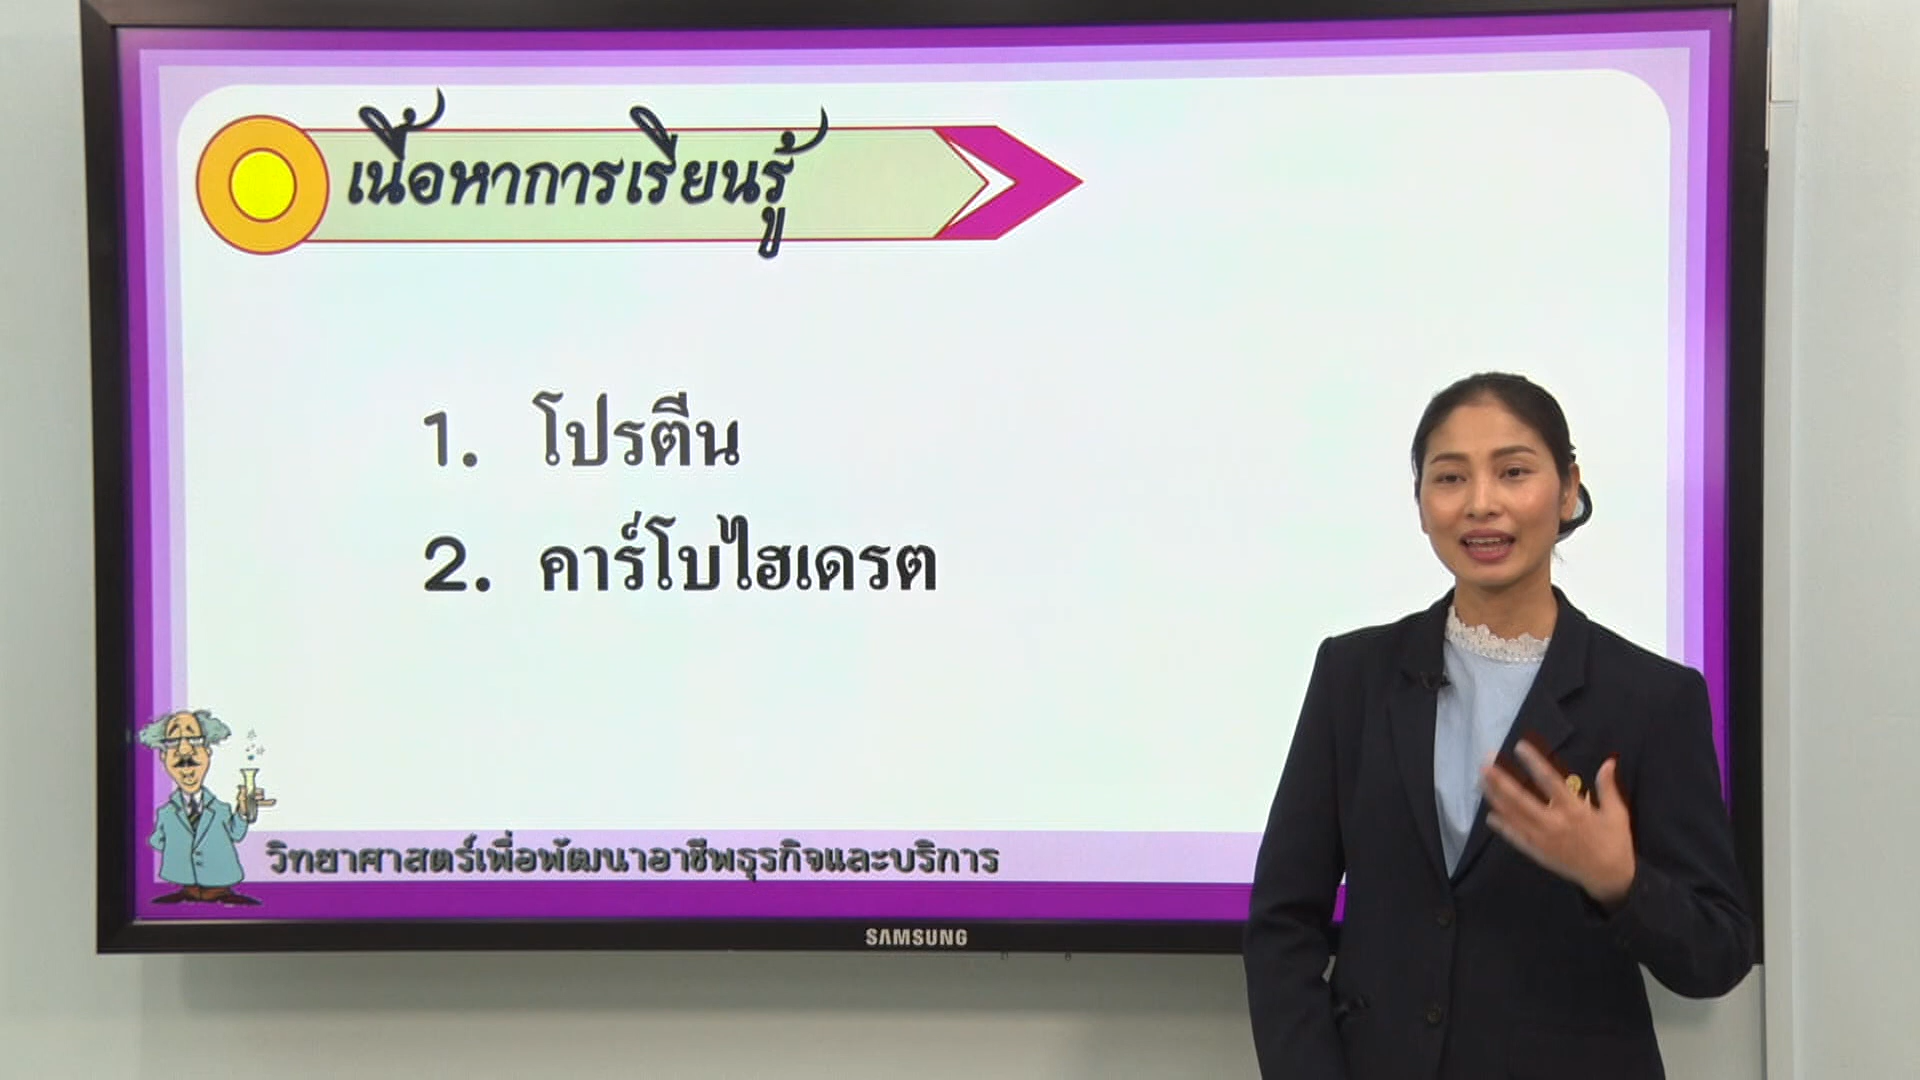 เนื้อหาการเรียนรู้
1. โปรตีน
2. คาร์โบไฮเดรต
วิทยาศาสตร์เพื่อพัฒนาอาชีพธุรกิจและบริการ
SAMSUNG